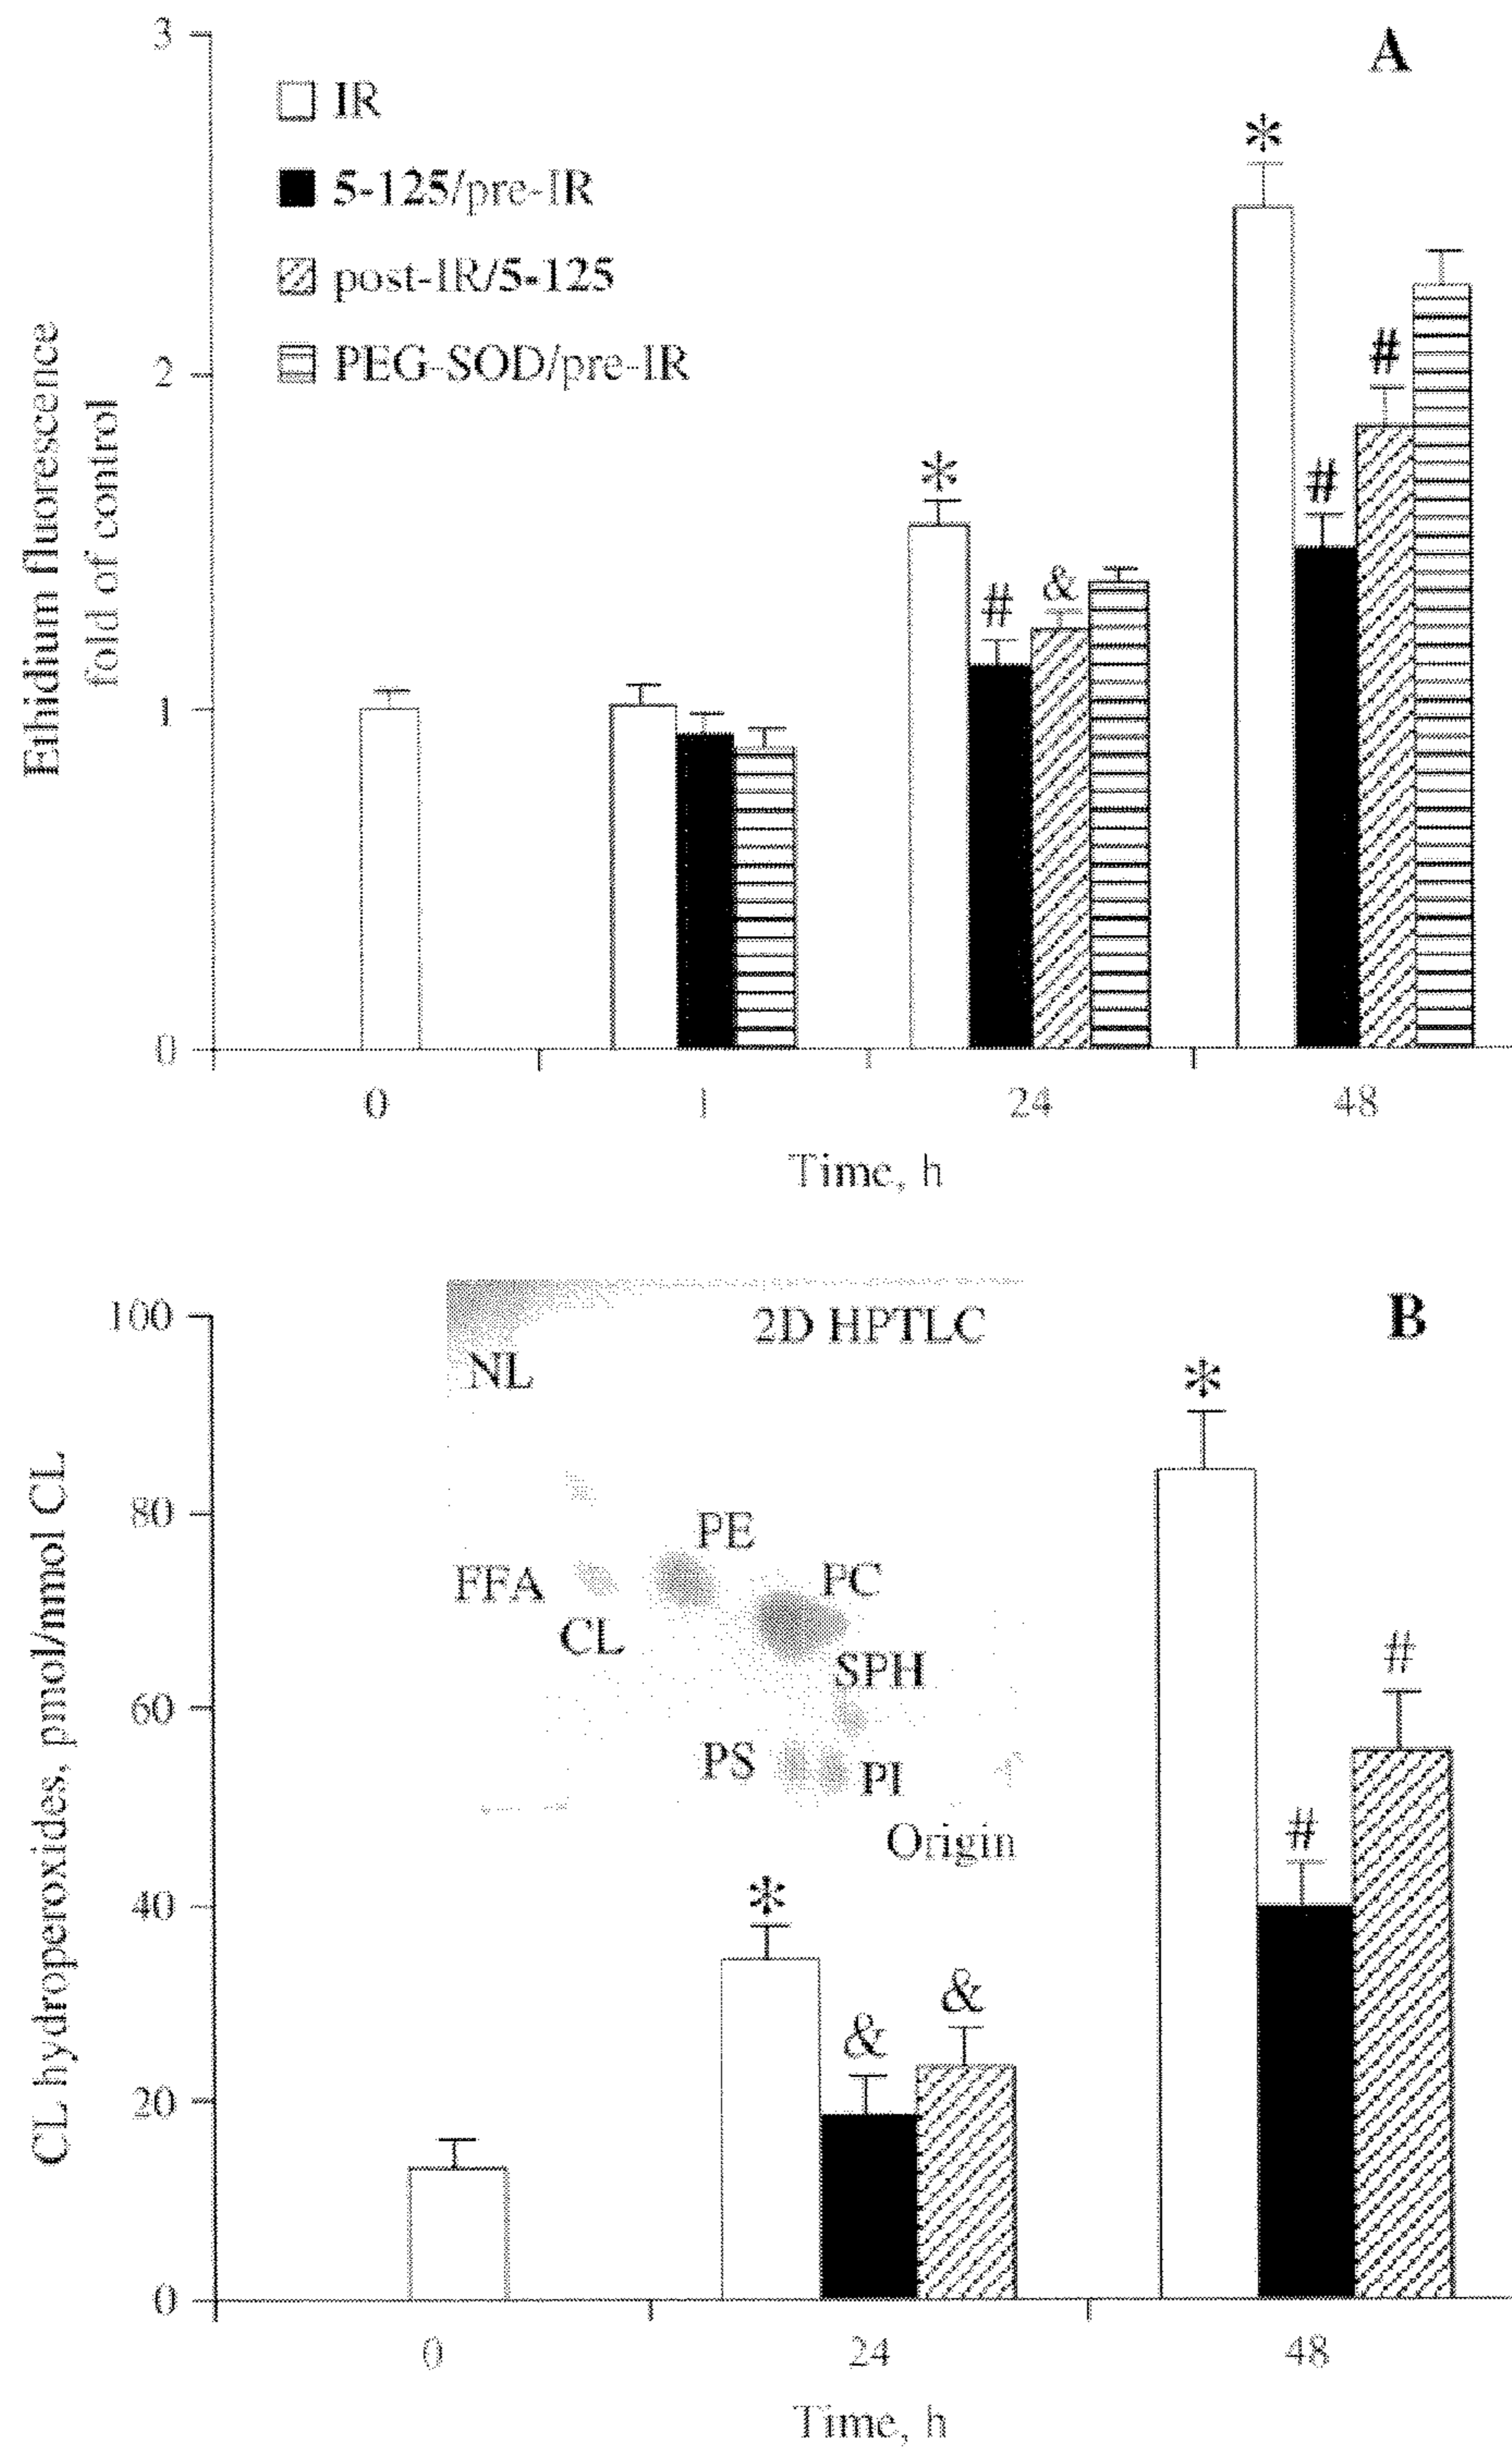 A
3
IR
5-125/pre-IR
post-IR/5-125
PEG-SOD/pre-IR
2
1
0
Ethidium fluorescence
fold of control
*
#
&
*
#
#
0 1 24 48
Time, h
B
100
80
60
40
20
0
CL hydroperoxides, pmol/nmol CL
2D HPTLC
NL
PE
FFA
PC
CL
SPH
PS
PI
Origin
*
&
&
*
#
#
0 24 48
Time, h